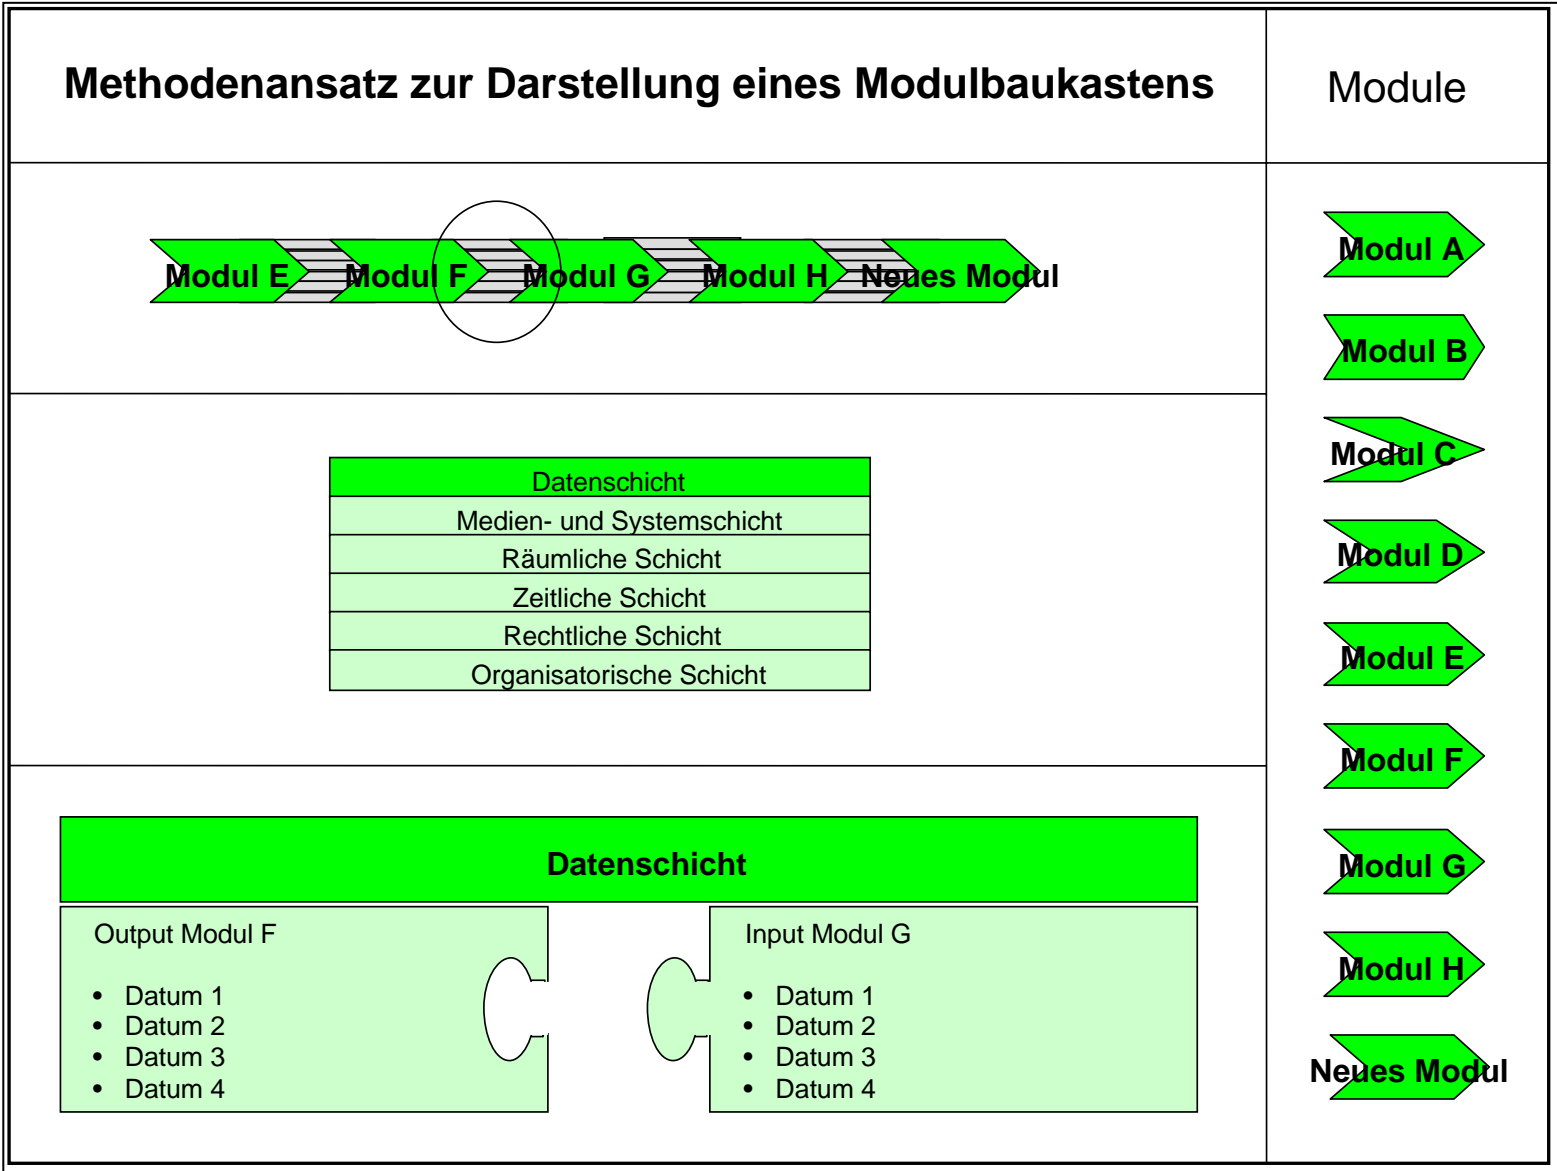 Methodenansatz zur Darstellung eines Modulbaukastens
Module
Modul E
Modul F
Modul G
Modul H
Neues Modul
Datenschicht
Medien- und Systemschicht
Räumliche Schicht
Zeitliche Schicht
Rechtliche Schicht
Organisatorische Schicht
Datenschicht
Output Modul F
• Datum 1
• Datum 2
• Datum 3
• Datum 4
Input Modul G
• Datum 1
• Datum 2
• Datum 3
• Datum 4
Modul A
Modul B
Modul C
Modul D
Modul E
Modul F
Modul G
Modul H
Neues Modul